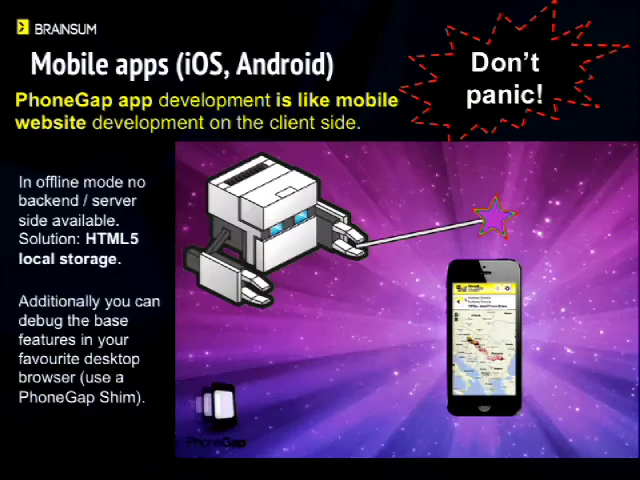 BRAINSUM
Mobile apps (iOS, Android)
Don't
panic!
PhoneGap app development is like mobile
website development on the client side.
In offline mode no
backend / server
side available.
Solution: HTML5
local storage.
Additionally you can
debug the base
features in your
favourite desktop
browser (use a
PhoneGap Shim).
PhoneGap